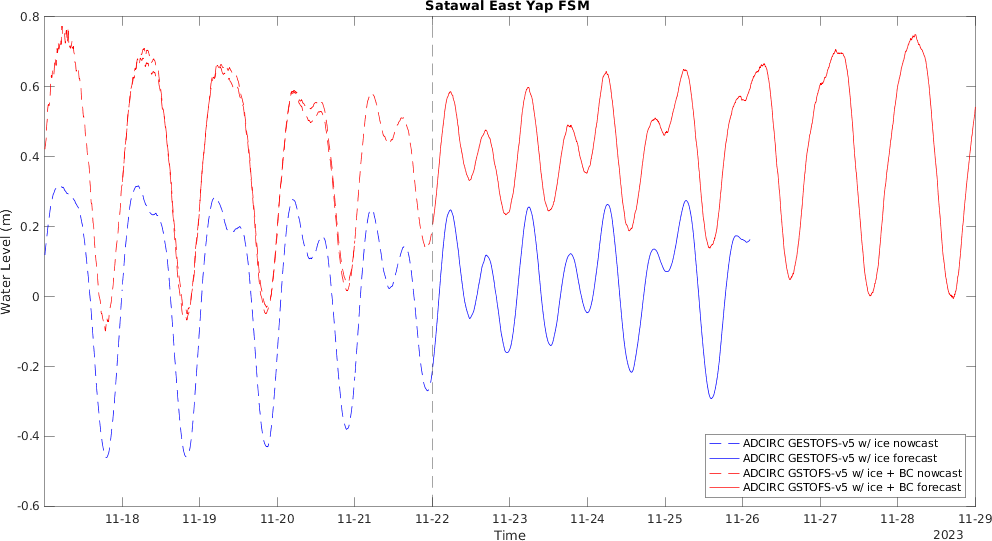 Satawal East Yap FSM
0.8
0.6
0.4
0.2
0
-0.2
-0.4
-0.6
Water Level (m)
ADCIRC GESTOFS-v5 w/ ice nowcast
ADCIRC GESTOFS-v5 w/ ice forecast
ADCIRC GSTOFS-v5 w/ ice + BC nowcast
ADCIRC GSTOFS-v5 w/ ice + BC forecast
11-18 11-19 11-20 11-21 11-22 11-23 11-24 11-25 11-26 11-27 11-28 11-29
Time
2023